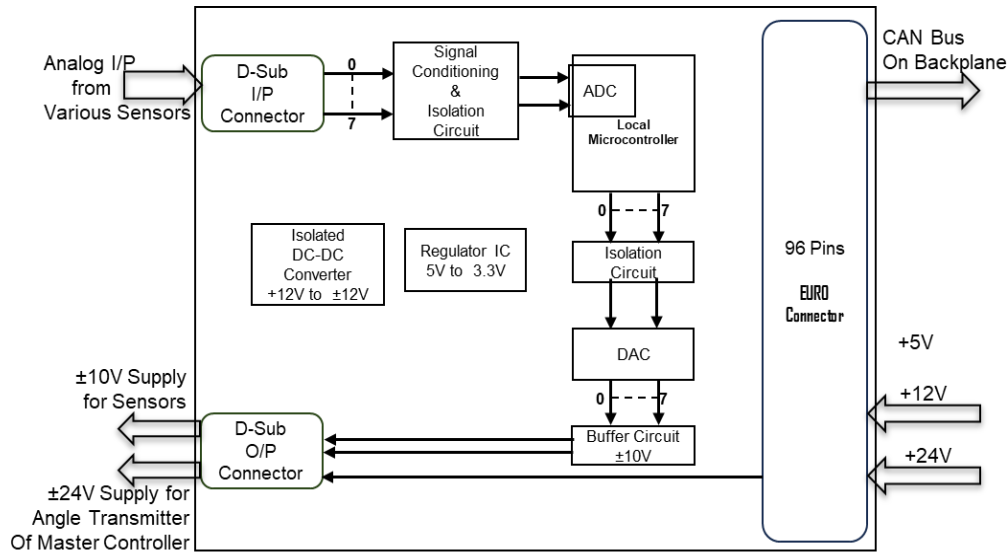 Analog I/P
from
Various Sensors
D-Sub
I/P
Connector
0
7
Signal
Conditioning
&
Isolation
Circuit
ADC
Local
Microcontroller
CAN Bus
On Backplane
0
7
Isolated
DC-DC
Converter
+12V to ±12V
Regulator IC
5V to 3.3V
Isolation
Circuit
96 Pins
EURO
Connector
DAC
0
7
+5V
+12V
+24V
±10V Supply
for Sensors
D-Sub
O/P
Connector
Buffer Circuit
±10V
±24V Supply for
Angle Transmitter
Of Master Controller